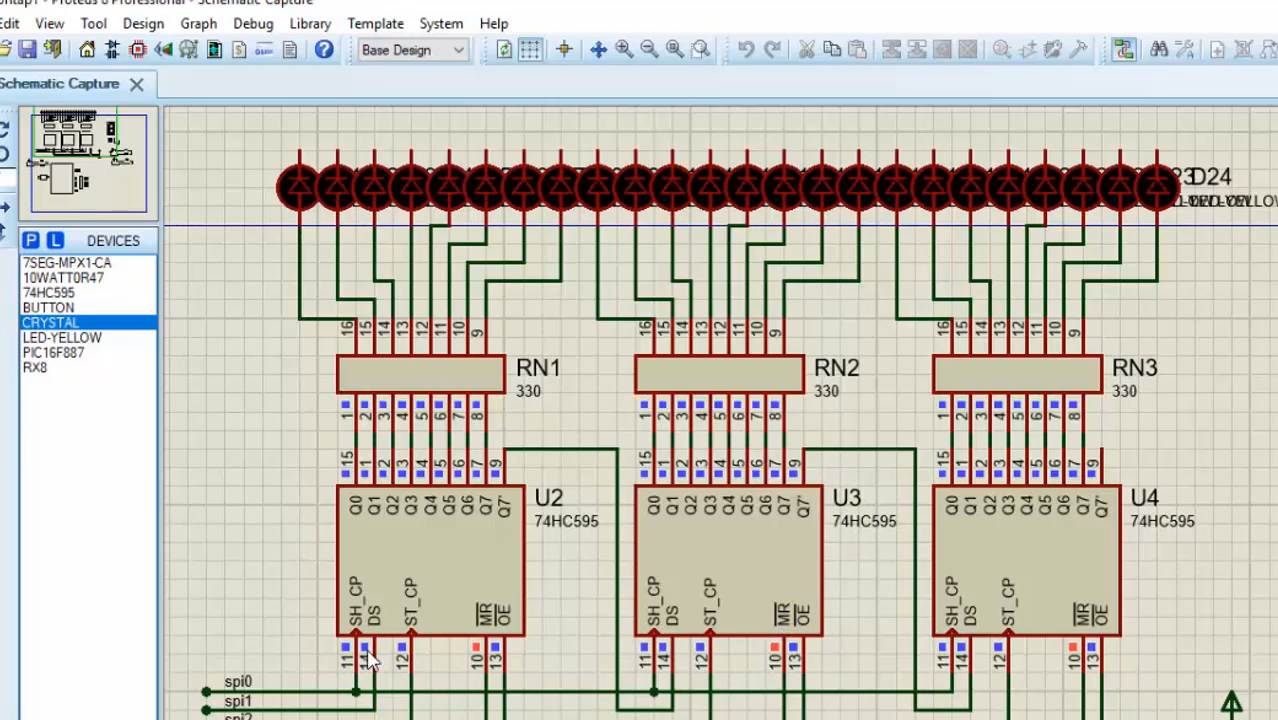 Schematic Capture
Edit View Tool Design Graph Debug Library Template System Help
Base Design
Schematic Capture
P L DEVICES
7SEG-MPX1-CA
10WATT0R47
74HC595
BUTTON
CRYSTAL
LED-YELLOW
PIC16F887
RX8
D24
16 15 14 13 12 11 10 9
16 15 14 13 12 11 10 9
16 15 14 13 12 11 10 9
RN1
330
RN2
330
RN3
330
1 2 3 4 5 6 7 8
1 2 3 4 5 6 7 8
1 2 3 4 5 6 7 8
15 1 2 3 4 5 6 7 9
15 1 2 3 4 5 6 7 9
15 1 2 3 4 5 6 7 9
Q0 Q1 Q2 Q3 Q4 Q5 Q6 Q7 Q7'
U2
74HC595
Q0 Q1 Q2 Q3 Q4 Q5 Q6 Q7 Q7'
U3
74HC595
Q0 Q1 Q2 Q3 Q4 Q5 Q6 Q7 Q7'
U4
74HC595
SH_CP DS ST_CP MR OE
SH_CP DS ST_CP MR OE
SH_CP DS ST_CP MR OE
11 14 12 10 13
11 14 12 10 13
11 14 12 10 13
spi0
spi1
spi2